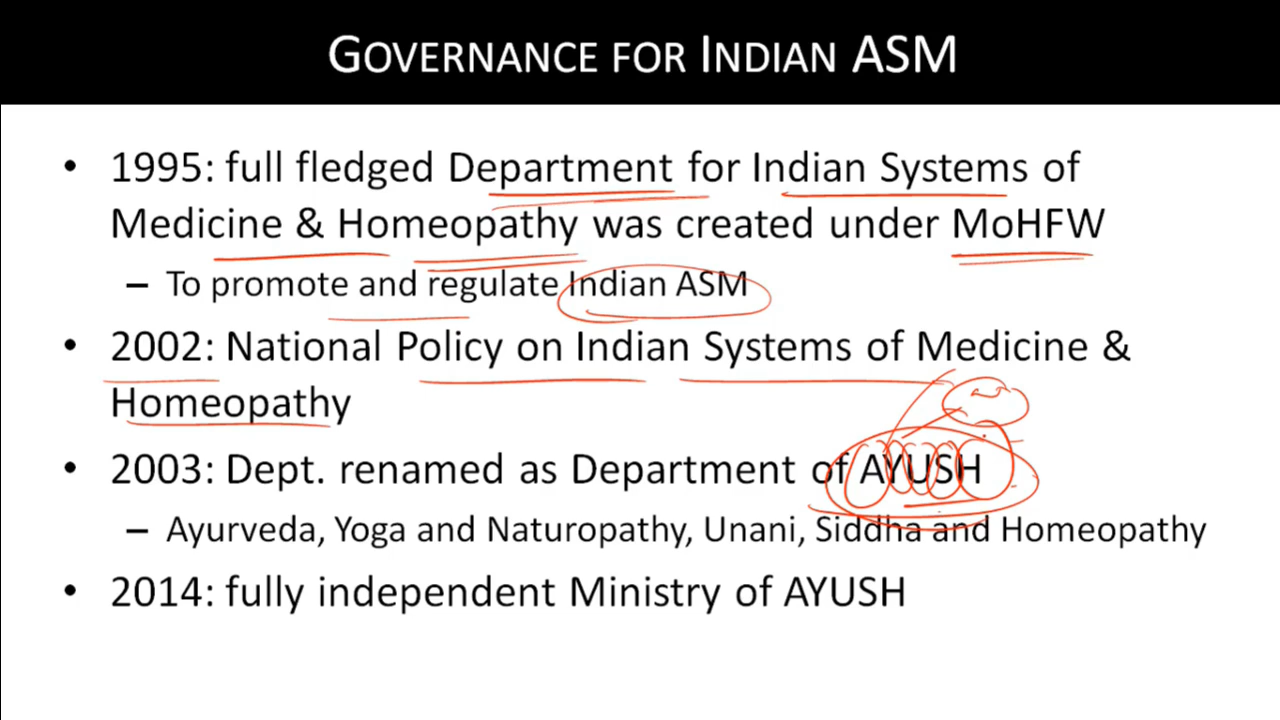 GOVERNANCE FOR INDIAN ASM
• 1995: full fledged Department for Indian Systems of
Medicine & Homeopathy was created under MoHFW
– To promote and regulate Indian ASM
• 2002: National Policy on Indian Systems of Medicine &
Homeopathy
• 2003: Dept. renamed as Department of AYUSH
– Ayurveda, Yoga and Naturopathy, Unani, Siddha and Homeopathy
• 2014: fully independent Ministry of AYUSH